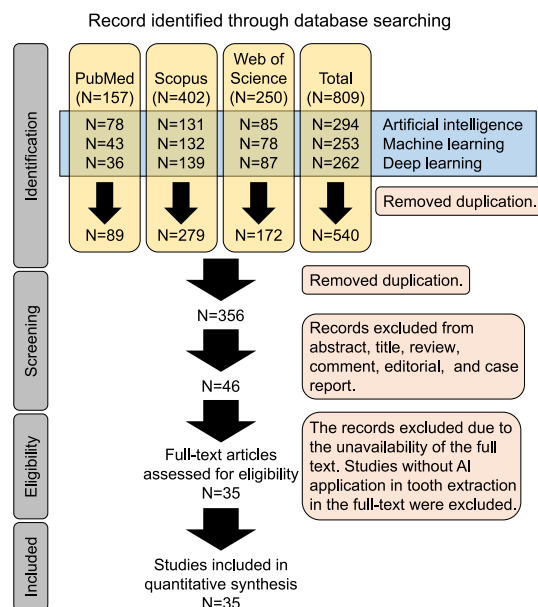 Record identified through database searching
Identification
PubMed
(N=157)
Scopus
(N=402)
Web of
Science
(N=250)
Total
(N=809)
N=78
N=131
N=85
N=294
Artificial intelligence
N=43
N=132
N=78
N=253
Machine learning
N=36
N=139
N=87
N=262
Deep learning
Removed duplication.
N=89
N=279
N=172
N=540
Screening
Removed duplication.
N=356
Records excluded from
abstract, title, review,
comment, editorial, and case
report.
N=46
Eligibility
Full-text articles
assessed for eligibility
N=35
The records excluded due to
the unavailability of the full
text. Studies without AI
application in tooth extraction
in the full-text were excluded.
Included
Studies included in
quantitative synthesis
N=35